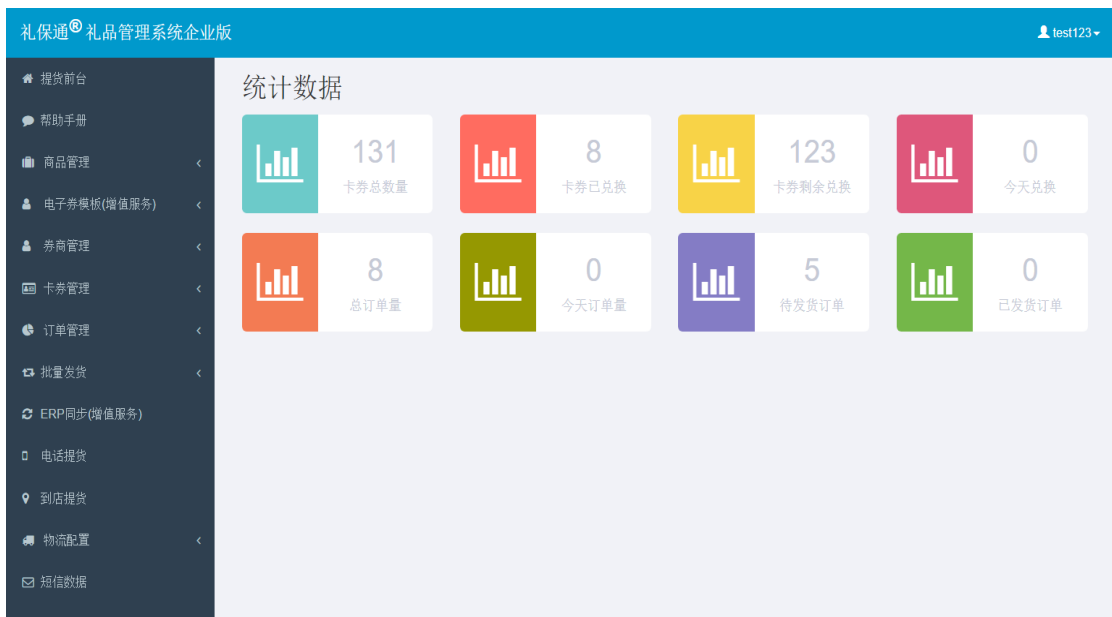 礼保通®礼品管理系统企业版
test123
提货前台
帮助手册
商品管理
电子券模板(增值服务)
券商管理
卡券管理
订单管理
批量发货
ERP同步(增值服务)
电话提货
到店提货
物流配置
短信数据
统计数据
131
卡券总数量
8
卡券已兑换
123
卡券剩余兑换
0
今天兑换
8
总订单量
0
今天订单量
5
待发货订单
0
已发货订单